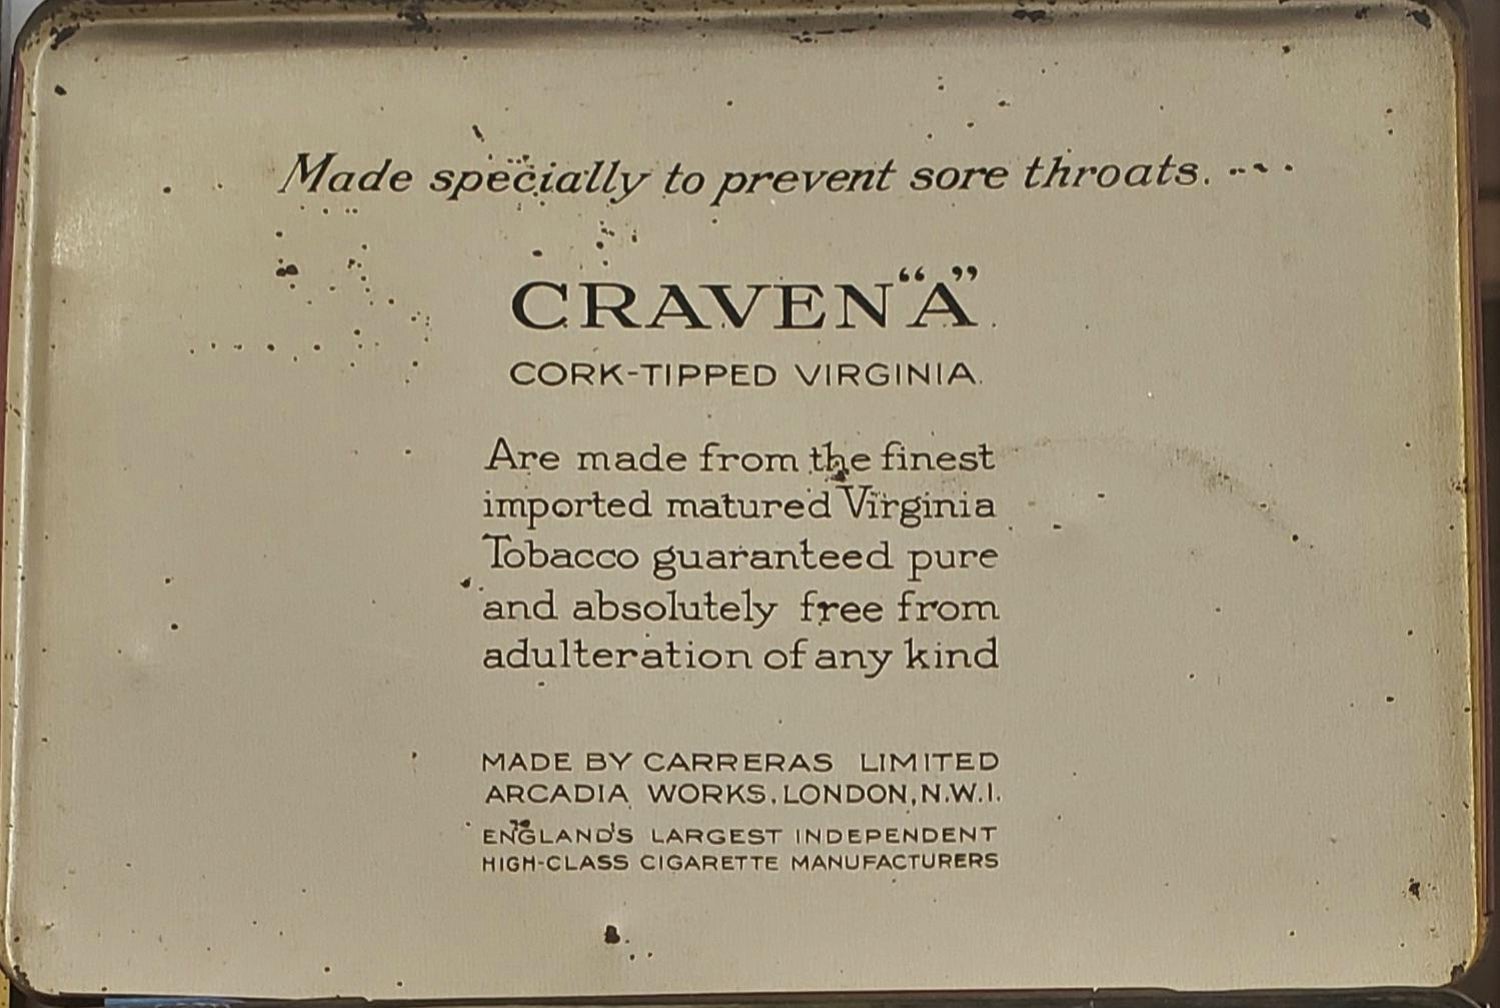 Made specially to prevent sore throats.
CRAVEN “A”
CORK-TIPPED VIRGINIA.
Are made from the finest
imported matured Virginia
Tobacco guaranteed pure
and absolutely free from
adulteration of any kind
MADE BY CARRERAS LIMITED
ARCADIA WORKS. LONDON, N.W.1.
ENGLAND'S LARGEST INDEPENDENT
HIGH-CLASS CIGARETTE MANUFACTURERS